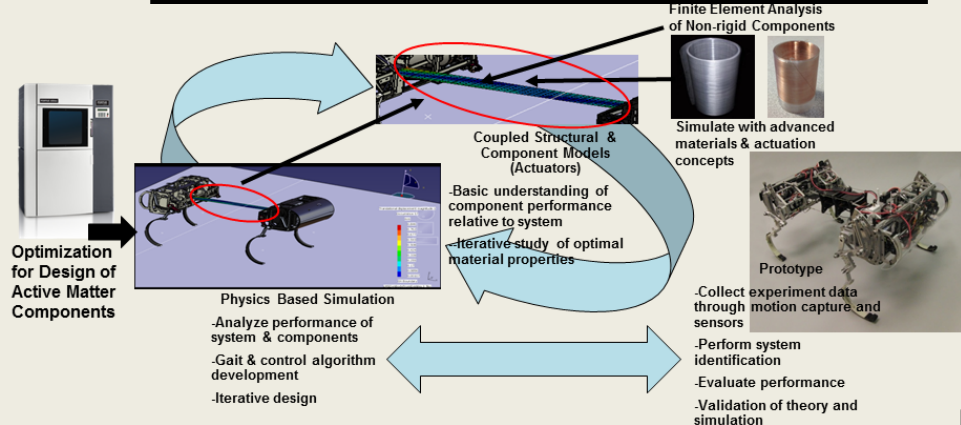 Finite Element Analysis
of Non-rigid Components
Simulate with advanced
materials & actuation
concepts
Coupled Structural &
Component Models
(Actuators)
-Basic understanding of
component performance
relative to system
-Iterative study of optimal
material properties
Optimization
for Design of
Active Matter
Components
Physics Based Simulation
-Analyze performance of
system & components
-Gait & control algorithm
development
-Iterative design
Prototype
-Collect experiment data
through motion capture and
sensors
-Perform system
identification
-Evaluate performance
-Validation of theory and
simulation